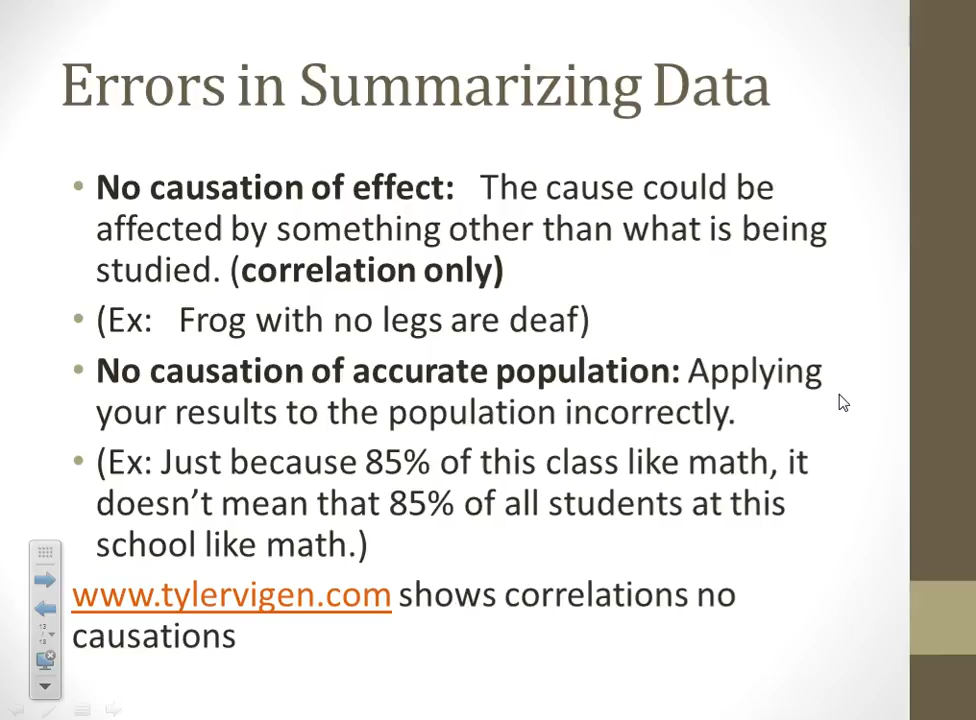 Errors in Summarizing Data
• No causation of effect: The cause could be
affected by something other than what is being
studied. (correlation only)
• (Ex: Frog with no legs are deaf)
• No causation of accurate population: Applying
your results to the population incorrectly.
• (Ex: Just because 85% of this class like math, it
doesn't mean that 85% of all students at this
school like math.)
www.tylervigen.com shows correlations no
causations
13
/
18